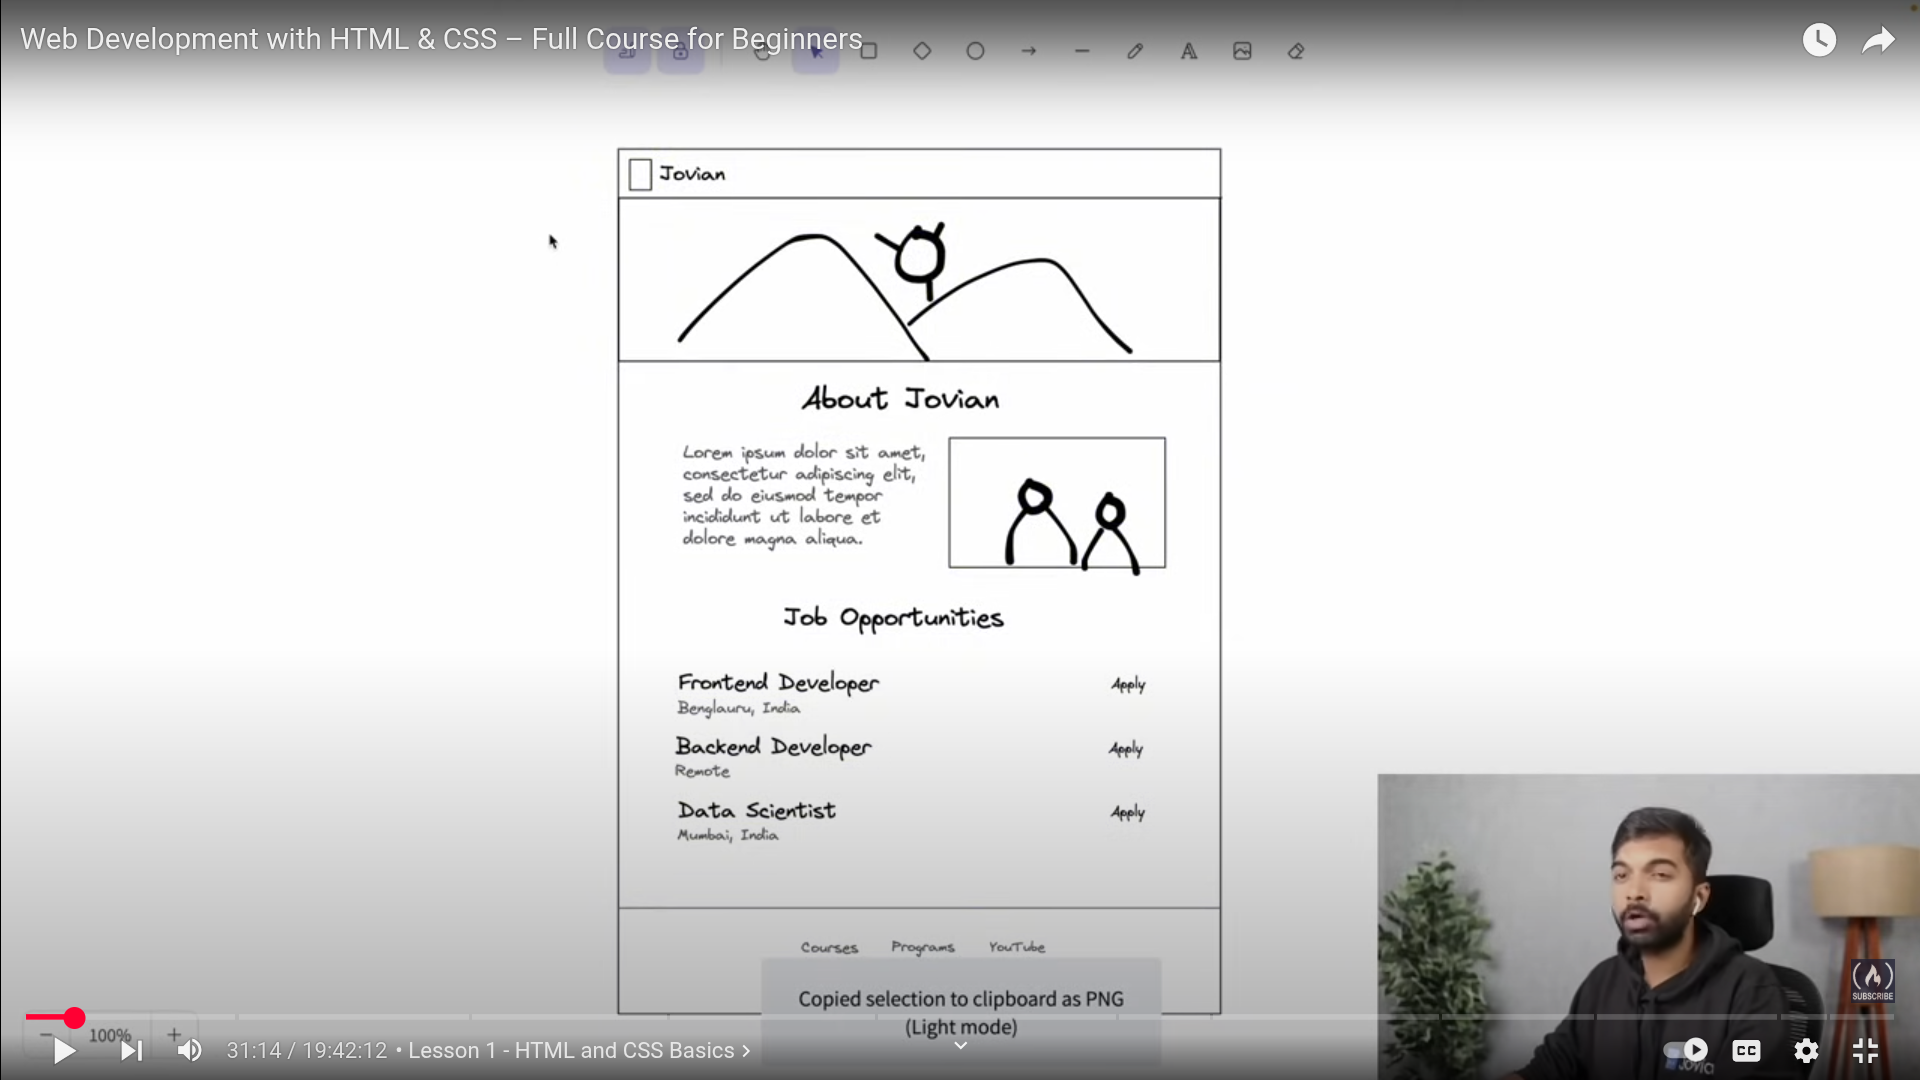 Web Development with HTML & CSS – Full Course for Beginners
Jovian
About Jovian
Lorem ipsum dolor sit amet,
consectetur adipiscing elit,
sed do eiusmod tempor
incididunt ut labore et
dolore magna aliqua.
Job Opportunities
Frontend Developer
Apply
Benglauru, India
Backend Developer
Apply
Remote
Data Scientist
Apply
Mumbai, India
Courses Programs YouTube
Copied selection to clipboard as PNG
(Light mode)
SUBSCRIBE
100%
31:14 / 19:42:12 • Lesson 1 - HTML and CSS Basics
CC